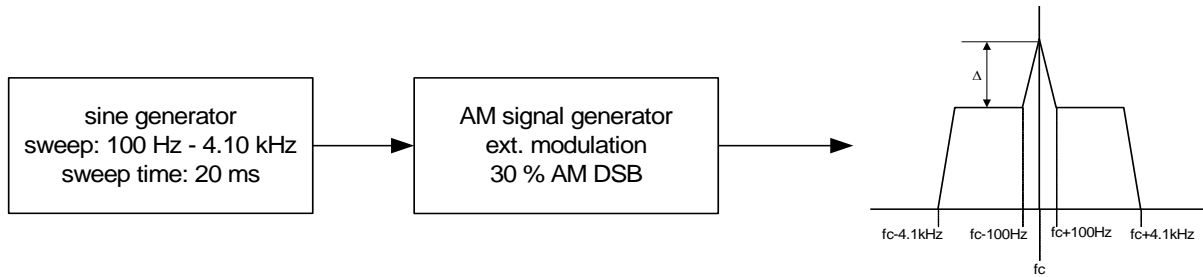 sine generator
sweep: 100 Hz - 4.10 kHz
sweep time: 20 ms
AM signal generator
ext. modulation
30 % AM DSB
Δ
fc-4.1kHz
fc-100Hz
fc+100Hz
fc+4.1kHz
fc